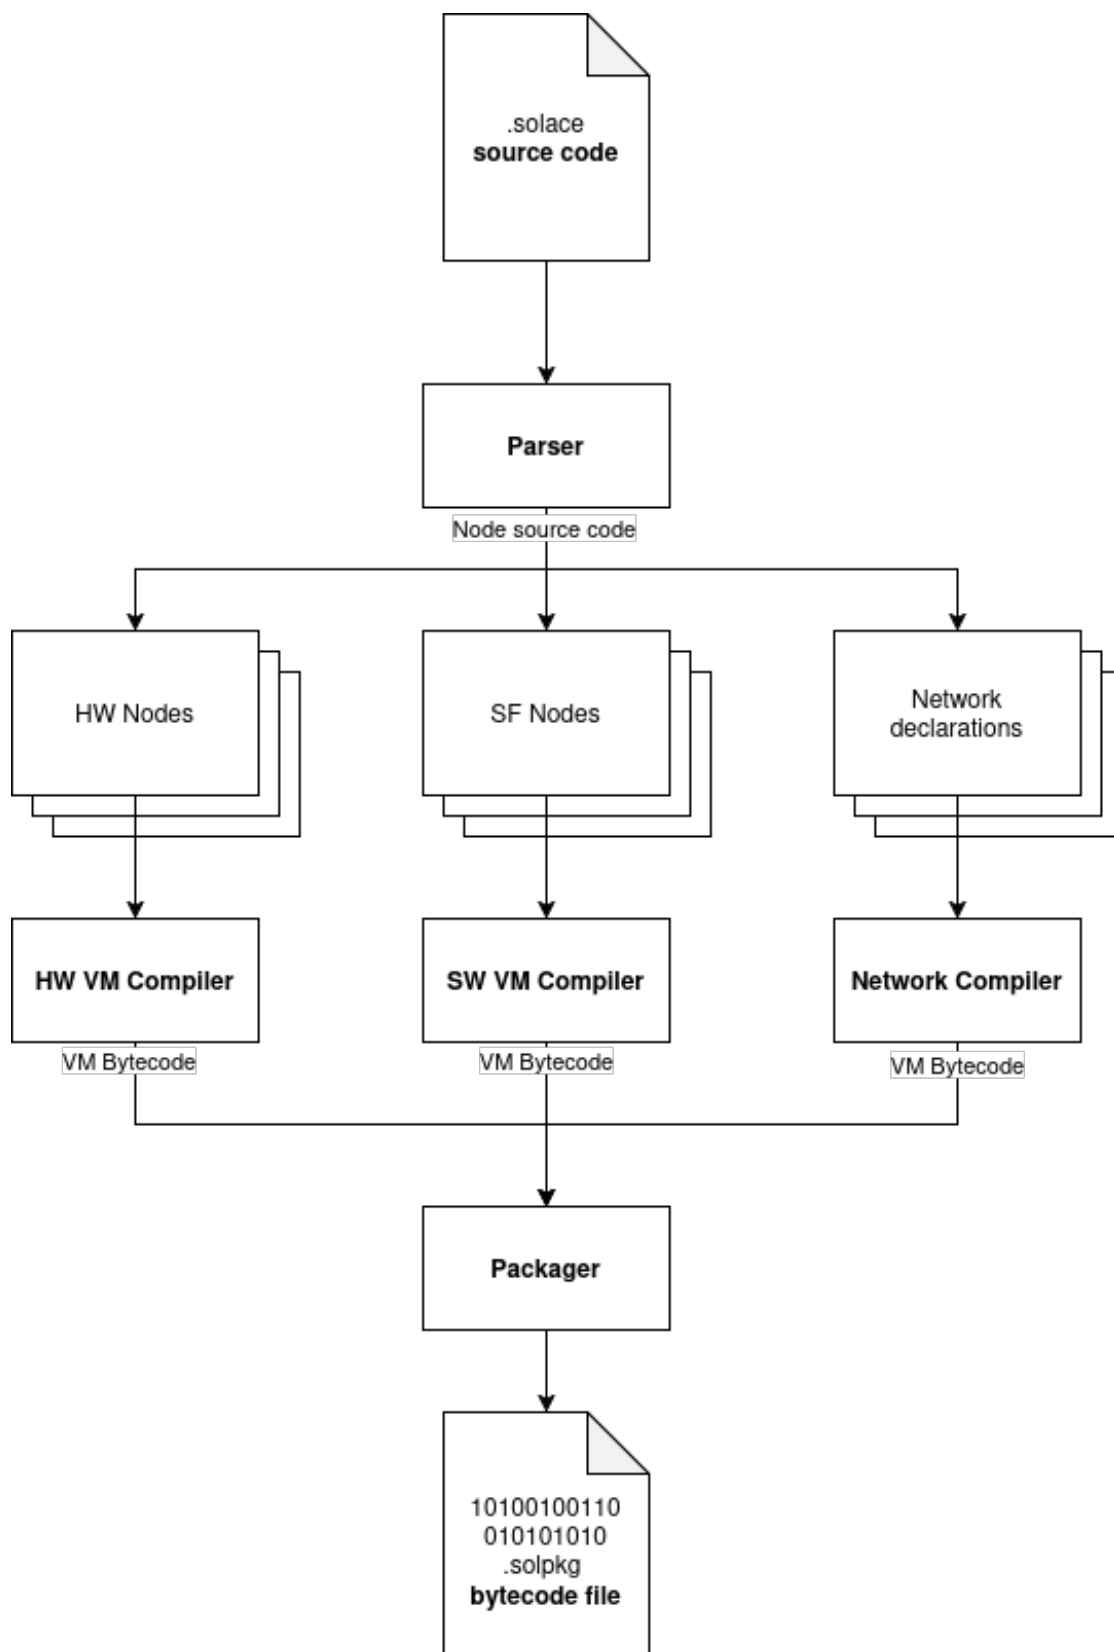 .solace
source code
Parser
Node source code
HW Nodes
SF Nodes
Network
declarations
HW VM Compiler
SW VM Compiler
Network Compiler
VM Bytecode
VM Bytecode
VM Bytecode
Packager
10100100110
010101010
.solpkg
bytecode file